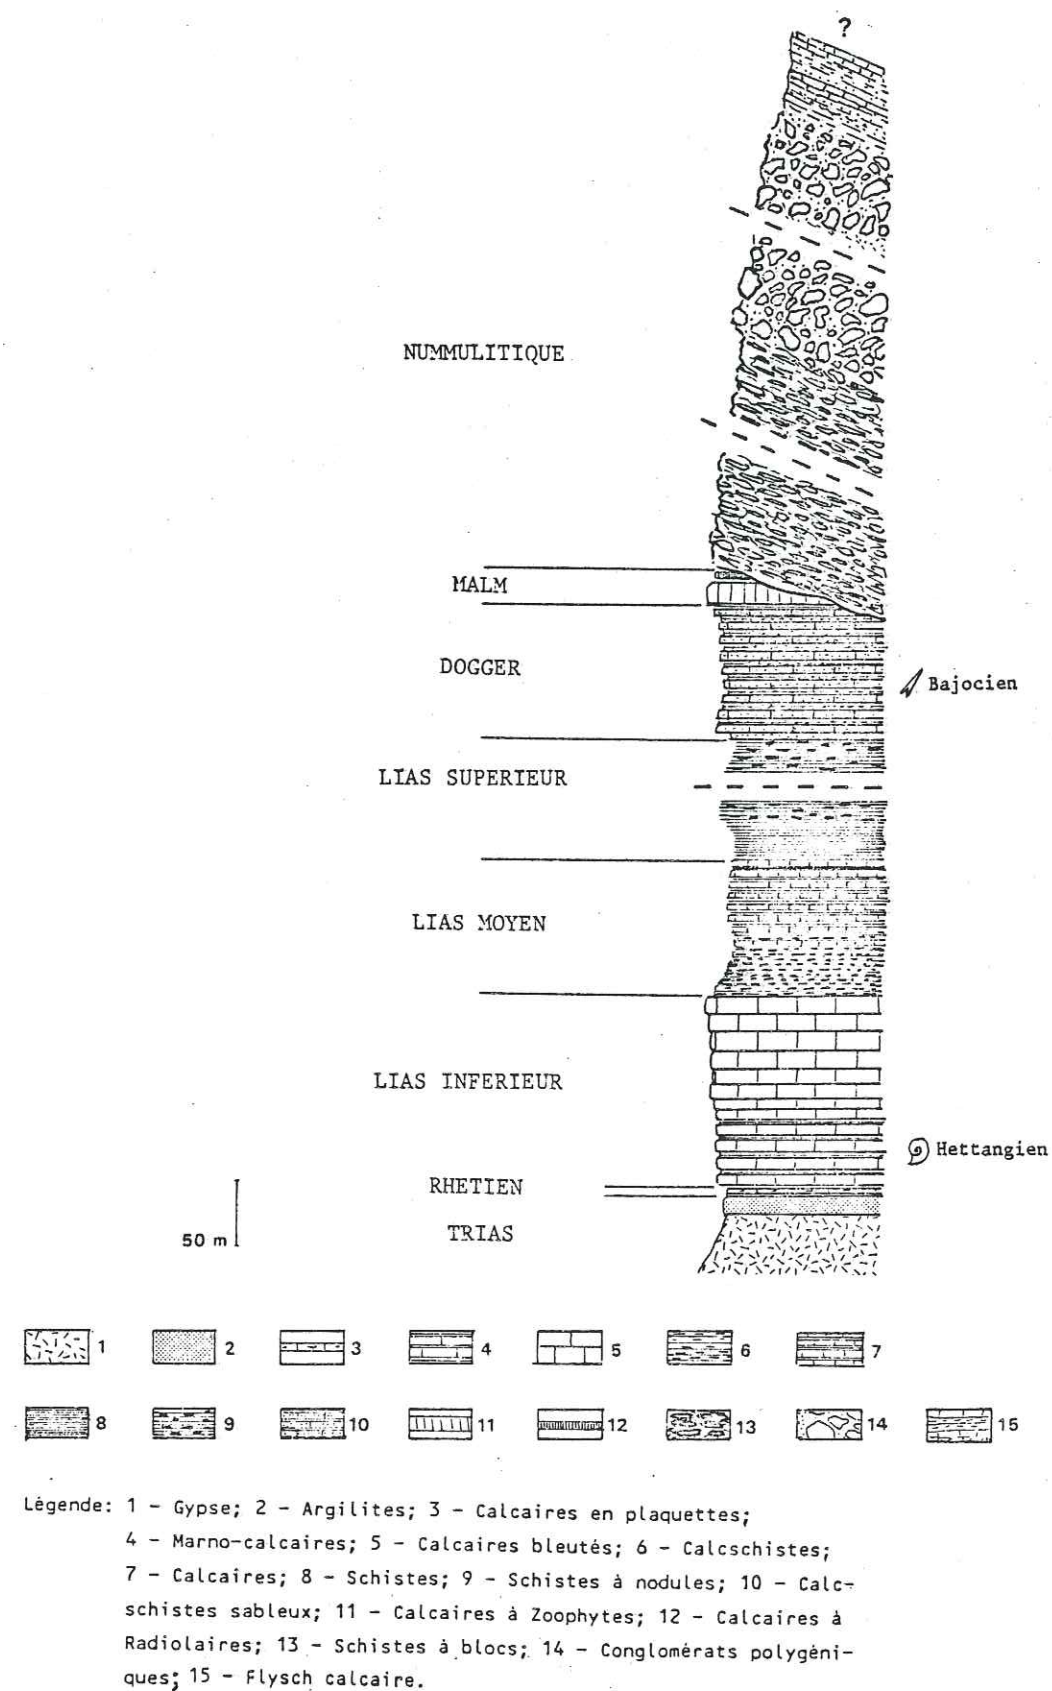 ?
NUMMULITIQUE
MALM
DOGGER
Bajocien
LIAS SUPERIEUR
LIAS MOYEN
LIAS INFERIEUR
Hettangien
RHETIEN
50 m
TRIAS
1 2 3 4 5 6 7
8 9 10 11 12 13 14 15
Légende: 1 - Gypse; 2 - Argilites; 3 - Calcaires en plaquettes;
4 - Marno-calcaires; 5 - Calcaires bleutés; 6 - Calcschistes;
7 - Calcaires; 8 - Schistes; 9 - Schistes à nodules; 10 - Calc-
schistes sableux; 11 - Calcaires à Zoophytes; 12 - Calcaires à
Radiolaires; 13 - Schistes à blocs; 14 - Conglomérats polygéni-
ques; 15 - Flysch calcaire.